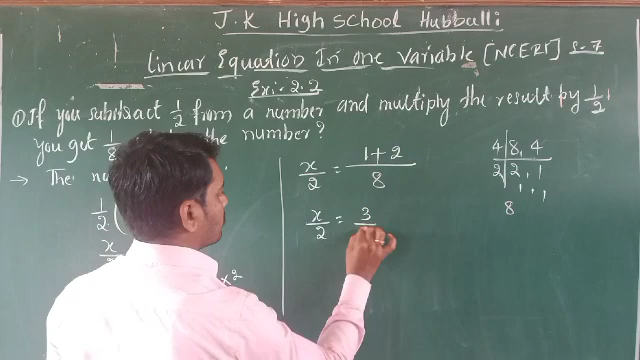 J.K High School Hubballi
Linear Equation In one Variable [NCERT] S-7
Ex:- 2.2
① If you subtract 1/2 from a number and multiply the result by 1/2,
you get 1/8 the number?
→ The
1/2 (
x/2
x 2
x/2 = 1+2/8
x/2 = 3/
4 | 8, 4
2 | 2, 1
1, 1
8